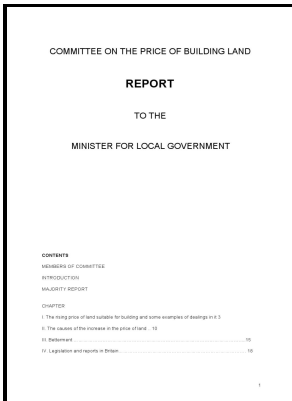 COMMITTEE ON THE PRICE OF BUILDING LAND
REPORT
TO THE
MINISTER FOR LOCAL GOVERNMENT
CONTENTS
MEMBERS OF COMMITTEE
INTRODUCTION
MAJORITY REPORT
CHAPTER
I. The rising price of land suitable for building and some examples of dealings in it 3
II. The causes of the increase in the price of land .. 10
III. Betterment ........................................................................ 15
IV. Legislation and reports in Britain ........................................................ 16
1